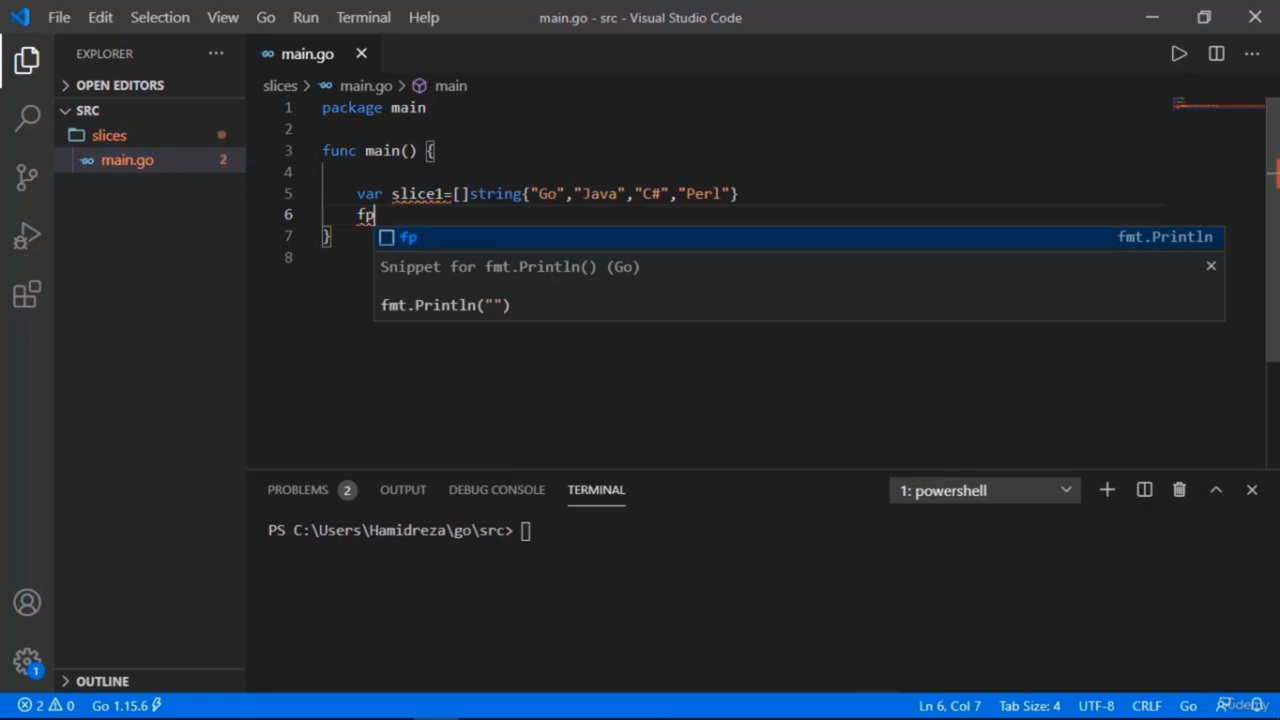 File Edit Selection View Go Run Terminal Help
main.go - src - Visual Studio Code
EXPLORER
main.go
OPEN EDITORS
slices main.go main
SRC
slices
main.go 2
1 package main
2
3 func main() {
4
5 var slice1=[]string{"Go","Java","C#","Perl"}
6 fp
7 }
8
fp fmt.Println
Snippet for fmt.Println() (Go)
fmt.Println("")
PROBLEMS 2 OUTPUT DEBUG CONSOLE TERMINAL
1: powershell
PS C:\Users\Hamidreza\go\src>
1
OUTLINE
2 0 Go 1.15.6
Ln 6, Col 7 Tab Size: 4 UTF-8 CRLF Go
Udemy